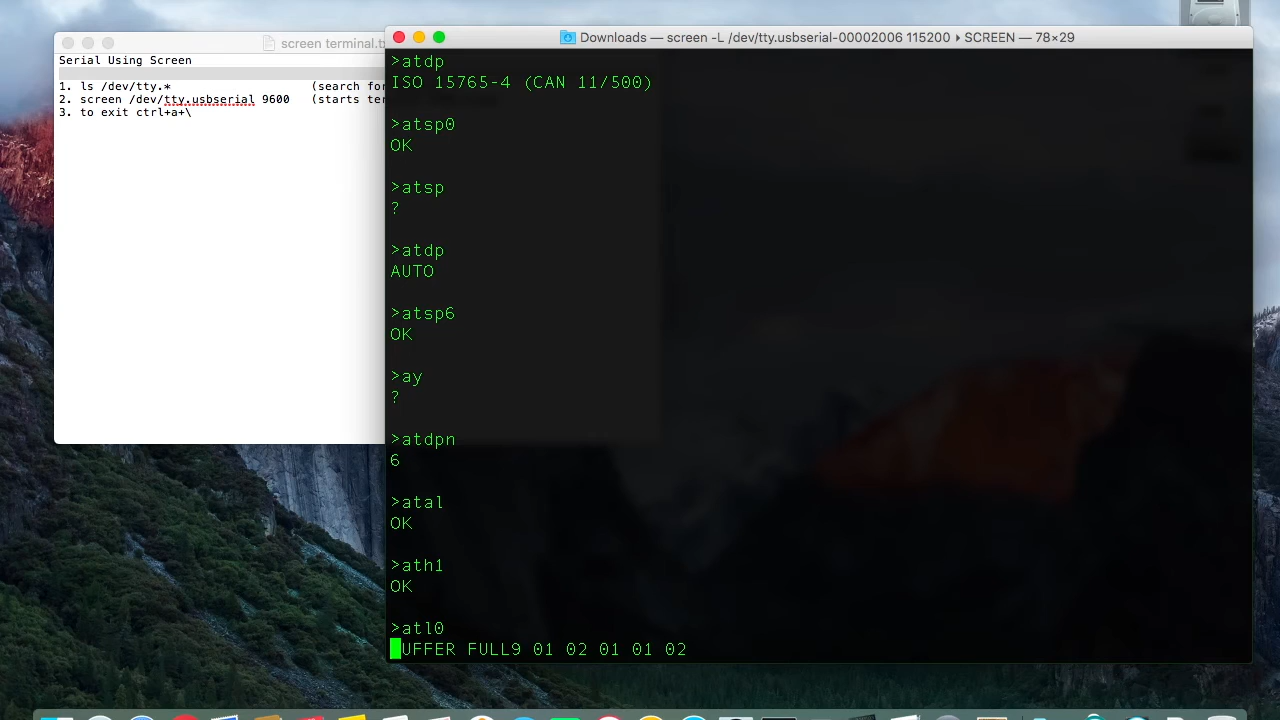 screen terminal.t
Serial Using Screen
1. ls /dev/tty.* (search for
2. screen /dev/tty.usbserial 9600 (starts ter
3. to exit ctrl+a+\
Downloads — screen -L /dev/tty.usbserial-00002006 115200 ▸ SCREEN — 78×29
>atdp
ISO 15765-4 (CAN 11/500)
>atsp0
OK
>atsp
?
>atdp
AUTO
>atsp6
OK
>ay
?
>atdpn
6
>atal
OK
>ath1
OK
>atl0
UFFER FULL9 01 02 01 01 02